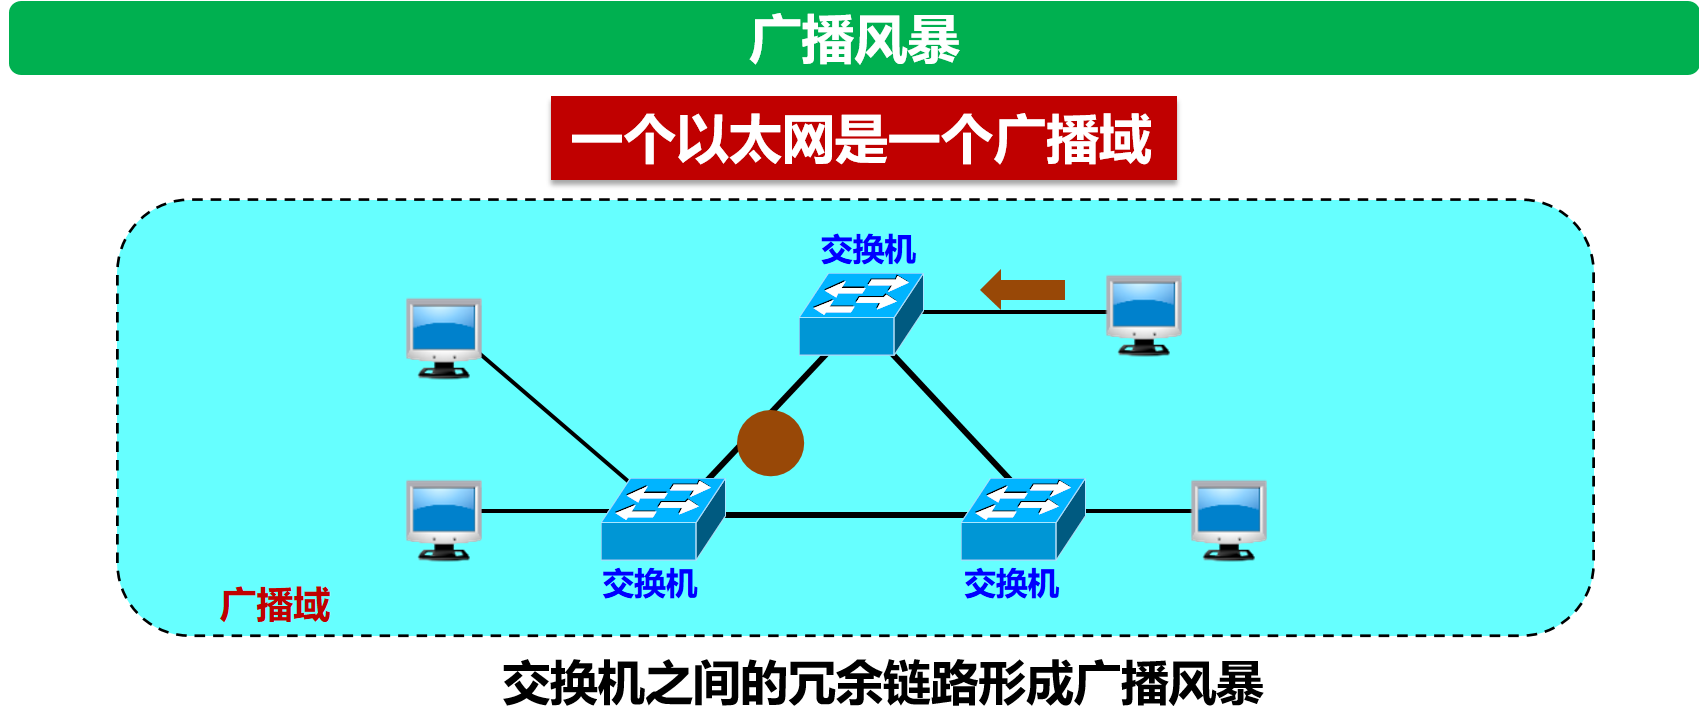 广播风暴
一个以太网是一个广播域
交换机
交换机
交换机
广播域
交换机之间的冗余链路形成广播风暴